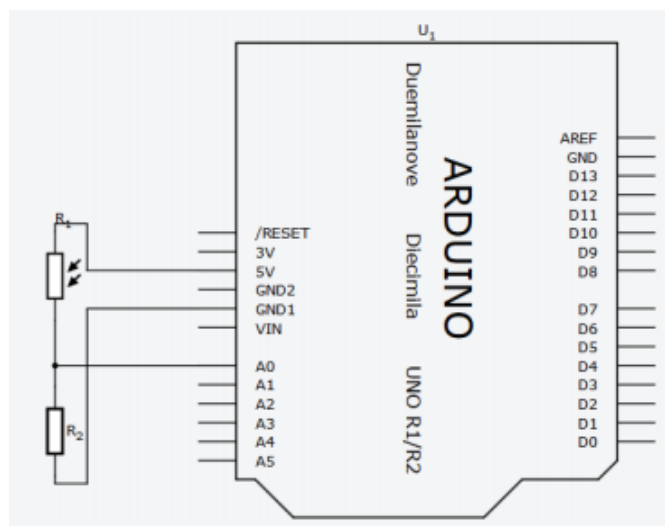 U1
Duemilanove
Diecimila
UNO R1/R2
ARDUINO
R1
R2
/RESET
3V
5V
GND2
GND1
VIN
A0
A1
A2
A3
A4
A5
AREF
GND
D13
D12
D11
D10
D9
D8
D7
D6
D5
D4
D3
D2
D1
D0